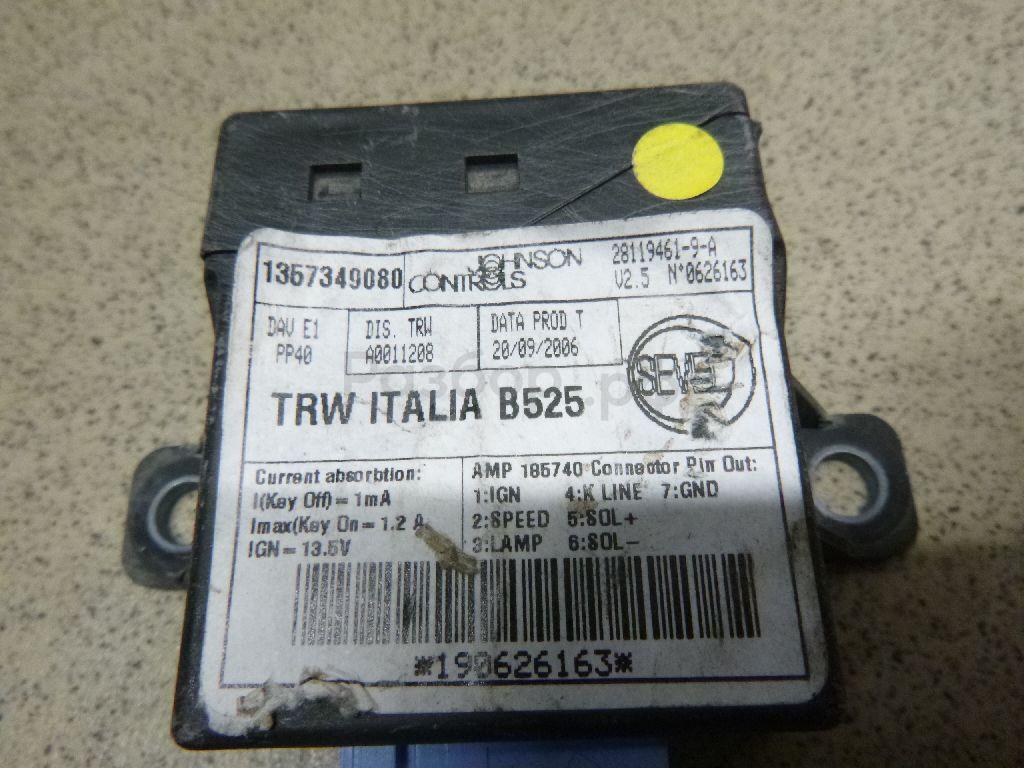 1357349080
JOHNSON
CONTROLS
28119461-9-A
V2.5 N°0626163
DAV E1
PP40
DIS. TRW
A0011208
DATA PROD T
20/09/2006
SEVEL
Разбор.ру
TRW ITALIA B525
Current absorbtion:
I(Key Off)=1mA
Imax(Key On=1.2 A
IGN=13.5V
AMP 185740 Connector Pin Out:
1:IGN 4:K LINE 7:GND
2:SPEED 5:SOL+
3:LAMP 6:SOL-
*190626163*